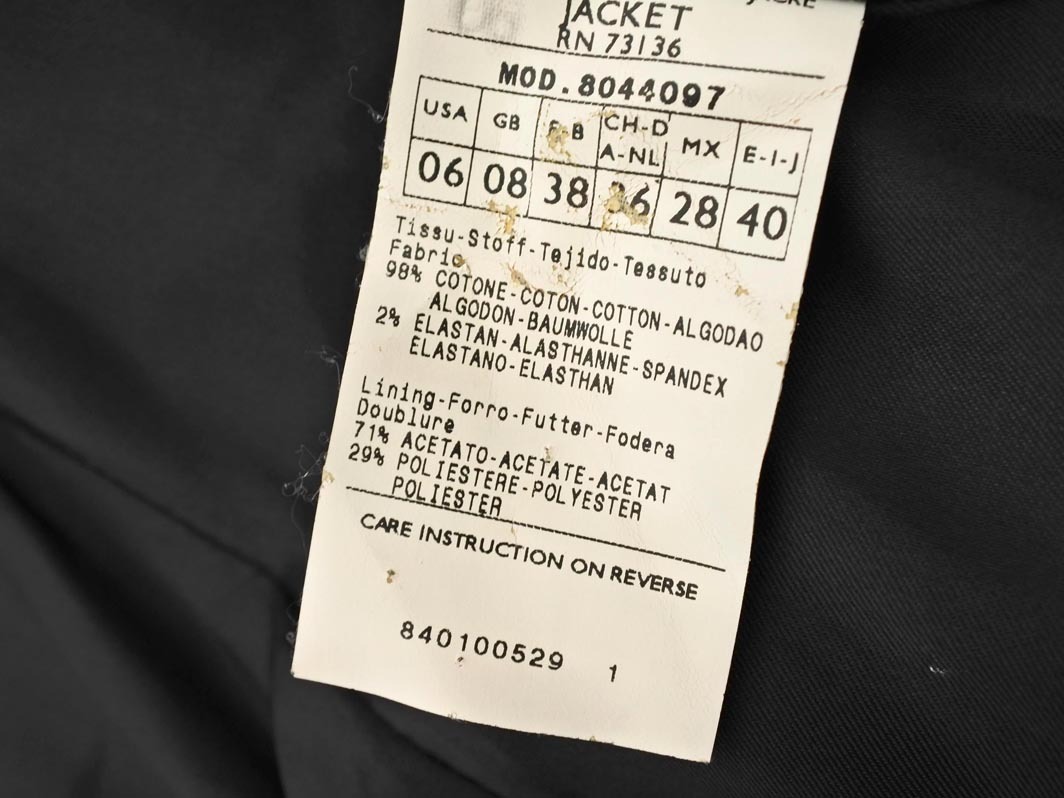 JACKET
RN 73136
MOD.8044097
USA GB F-B CH-D A-NL MX E-I-J
06 08 38 36 28 40
Tissu-Stoff-Tejido-Tessuto
Fabric
98% COTONE-COTON-COTTON-ALGODAO
ALGODON-BAUMWOLLE
2% ELASTAN-ALASTHANNE-SPANDEX
ELASTANO-ELASTHAN
Lining-Forro-Futter-Fodera
Doublure
71% ACETATO-ACETATE-ACETAT
29% POLIESTERE-POLYESTER
POLIESTER
CARE INSTRUCTION ON REVERSE
840100529 1